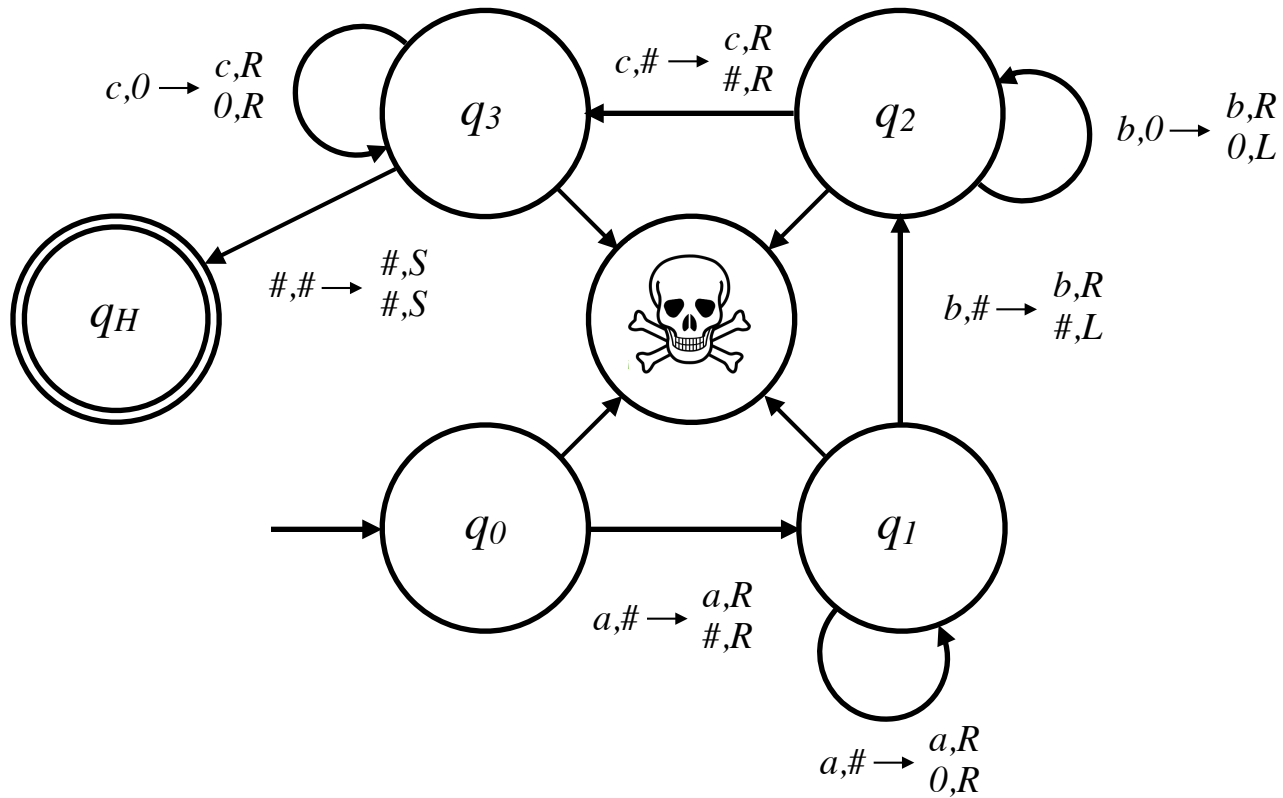 c,0 → c,R
0,R
q3
c,# → c,R
#,R
q2
b,0 → b,R
0,L
qH
#,# → #,S
#,S
b,# → b,R
#,L
q0
a,# → a,R
#,R
q1
a,# → a,R
0,R